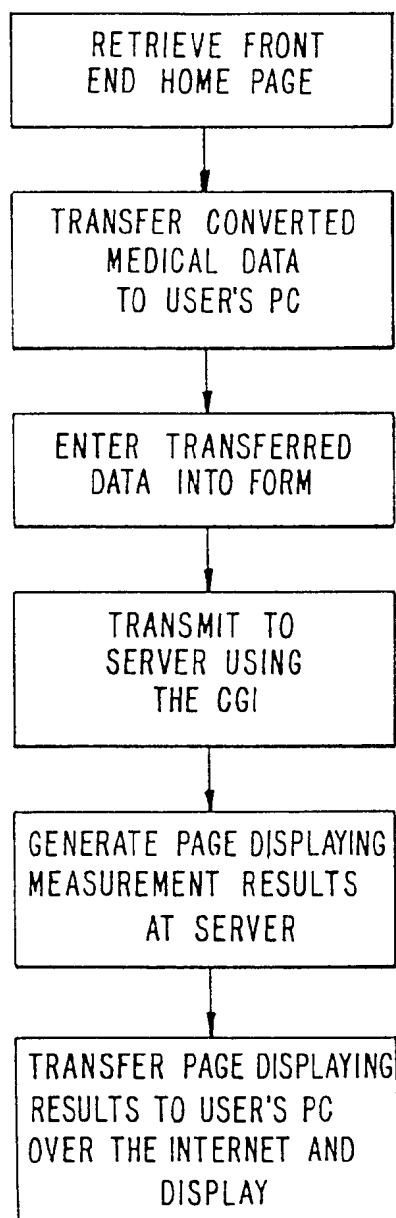 RETRIEVE FRONT
END HOME PAGE
TRANSFER CONVERTED
MEDICAL DATA
TO USER'S PC
ENTER TRANSFERRED
DATA INTO FORM
TRANSMIT TO
SERVER USING
THE CGI
GENERATE PAGE DISPLAYING
MEASUREMENT RESULTS
AT SERVER
TRANSFER PAGE DISPLAYING
RESULTS TO USER'S PC
OVER THE INTERNET AND
DISPLAY